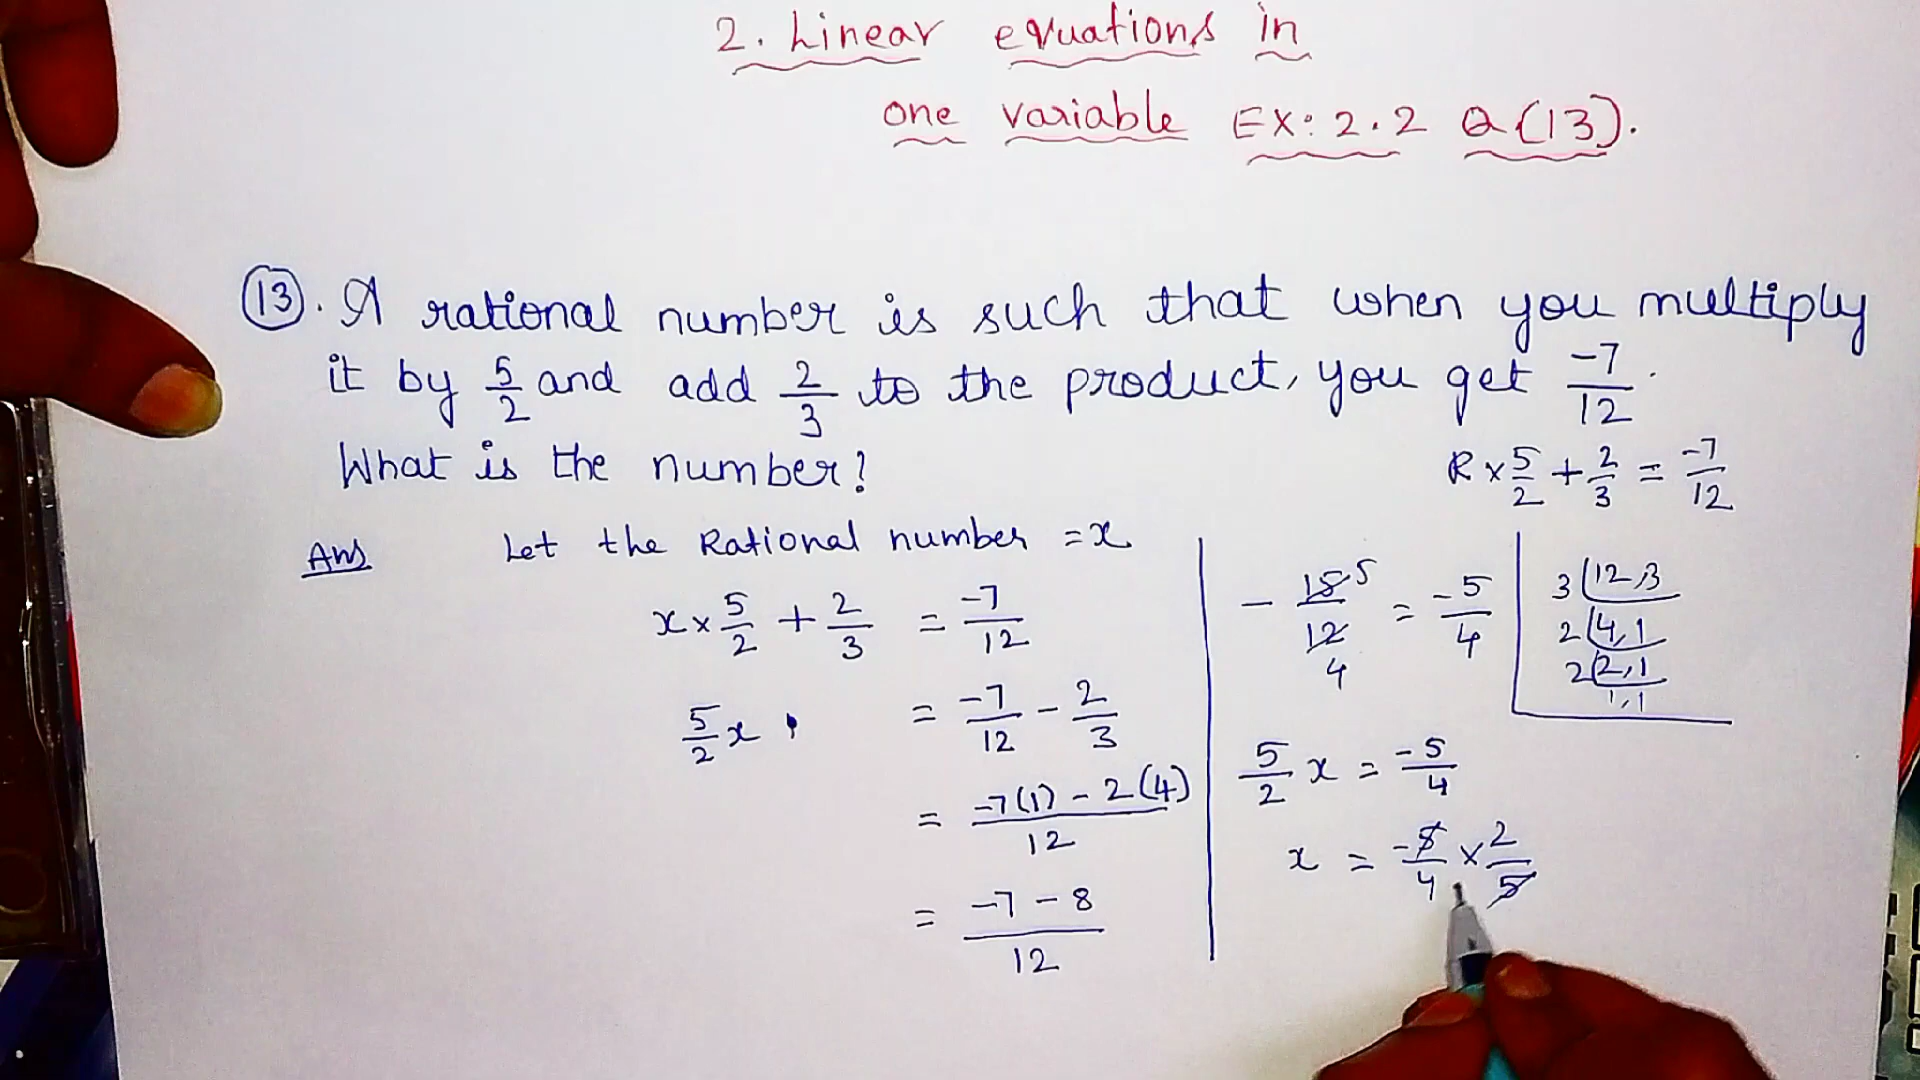 2. Linear equations in
one variable EX: 2.2 Q(13).
(13). A rational number is such that when you multiply
it by 5/2 and add 2/3 to the product, you get -7/12.
What is the number?
R × 5/2 + 2/3 = -7/12
Ans Let the Rational number = x
x × 5/2 + 2/3 = -7/12
5/2 x = -7/12 - 2/3
= -7(1) - 2(4) / 12
= -7 - 8 / 12
- 15/12 5 4 = -5/4
3 | 12, 3
2 | 4, 1
2 | 2, 1
1, 1
5/2 x = -5/4
x = -5/4 × 2/5